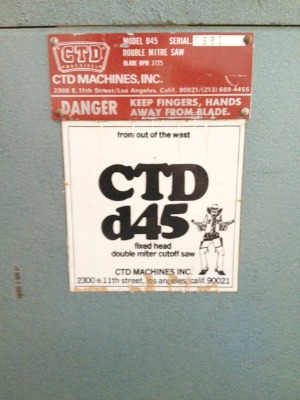 CTD
MACHINES
MODEL D45 SERIAL
DOUBLE MITRE SAW
BLADE RPM 3725
CTD MACHINES, INC.
2300 E. 11th Street/Los Angeles, Calif. 90021/(213) 689-4455
DANGER
KEEP FINGERS, HANDS
AWAY FROM BLADE.
from out of the west
CTD
d45
fixed head
double miter cutoff saw
CTD MACHINES INC.
2300 e.11th street, los angeles, calif. 90021